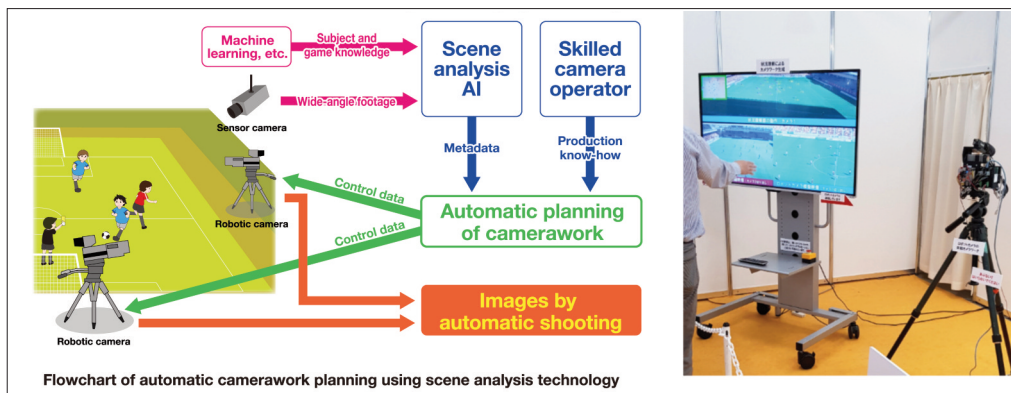 Machine
learning, etc.
Subject and
game knowledge
Scene
analysis
AI
Skilled
camera
operator
Wide-angle footage
Sensor camera
Metadata
Production
know-how
Control data
Robotic camera
Control data
Automatic planning
of camerawork
Images by
automatic shooting
Robotic camera
Flowchart of automatic camerawork planning using scene analysis technology